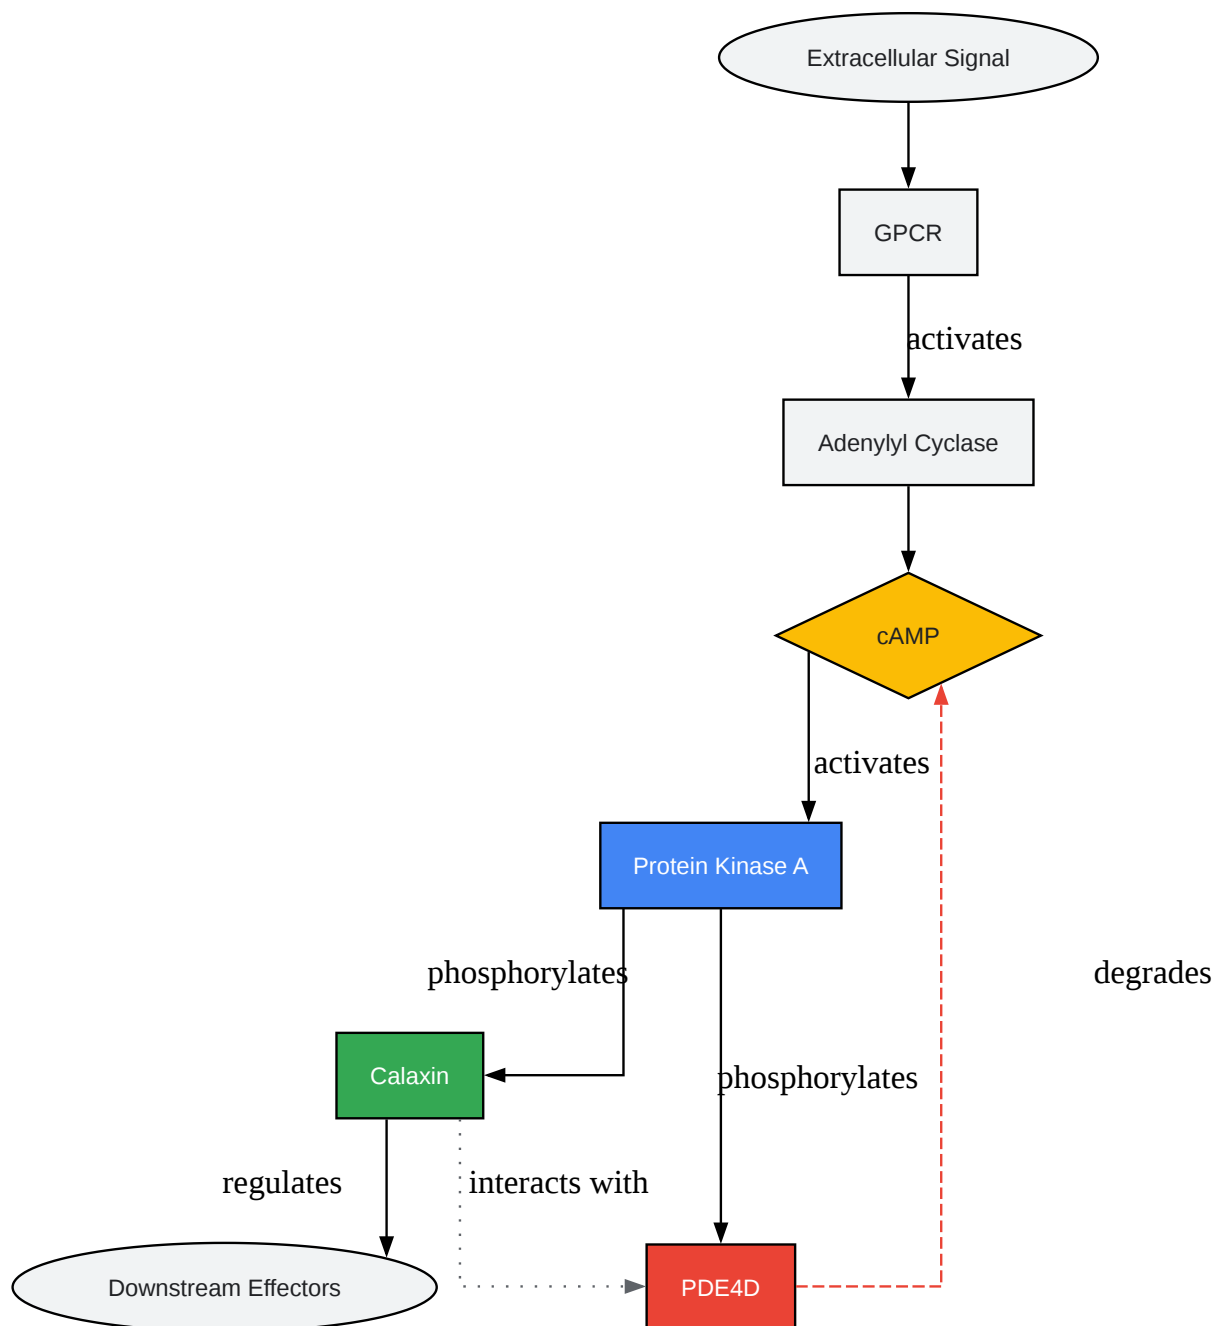 Extracellular Signal
GPCR
activates
Adenylyl Cyclase
cAMP
activates
Protein Kinase A
phosphorylates
degrades
Calaxin
phosphorylates
regulates
interacts with
Downstream Effectors
PDE4D